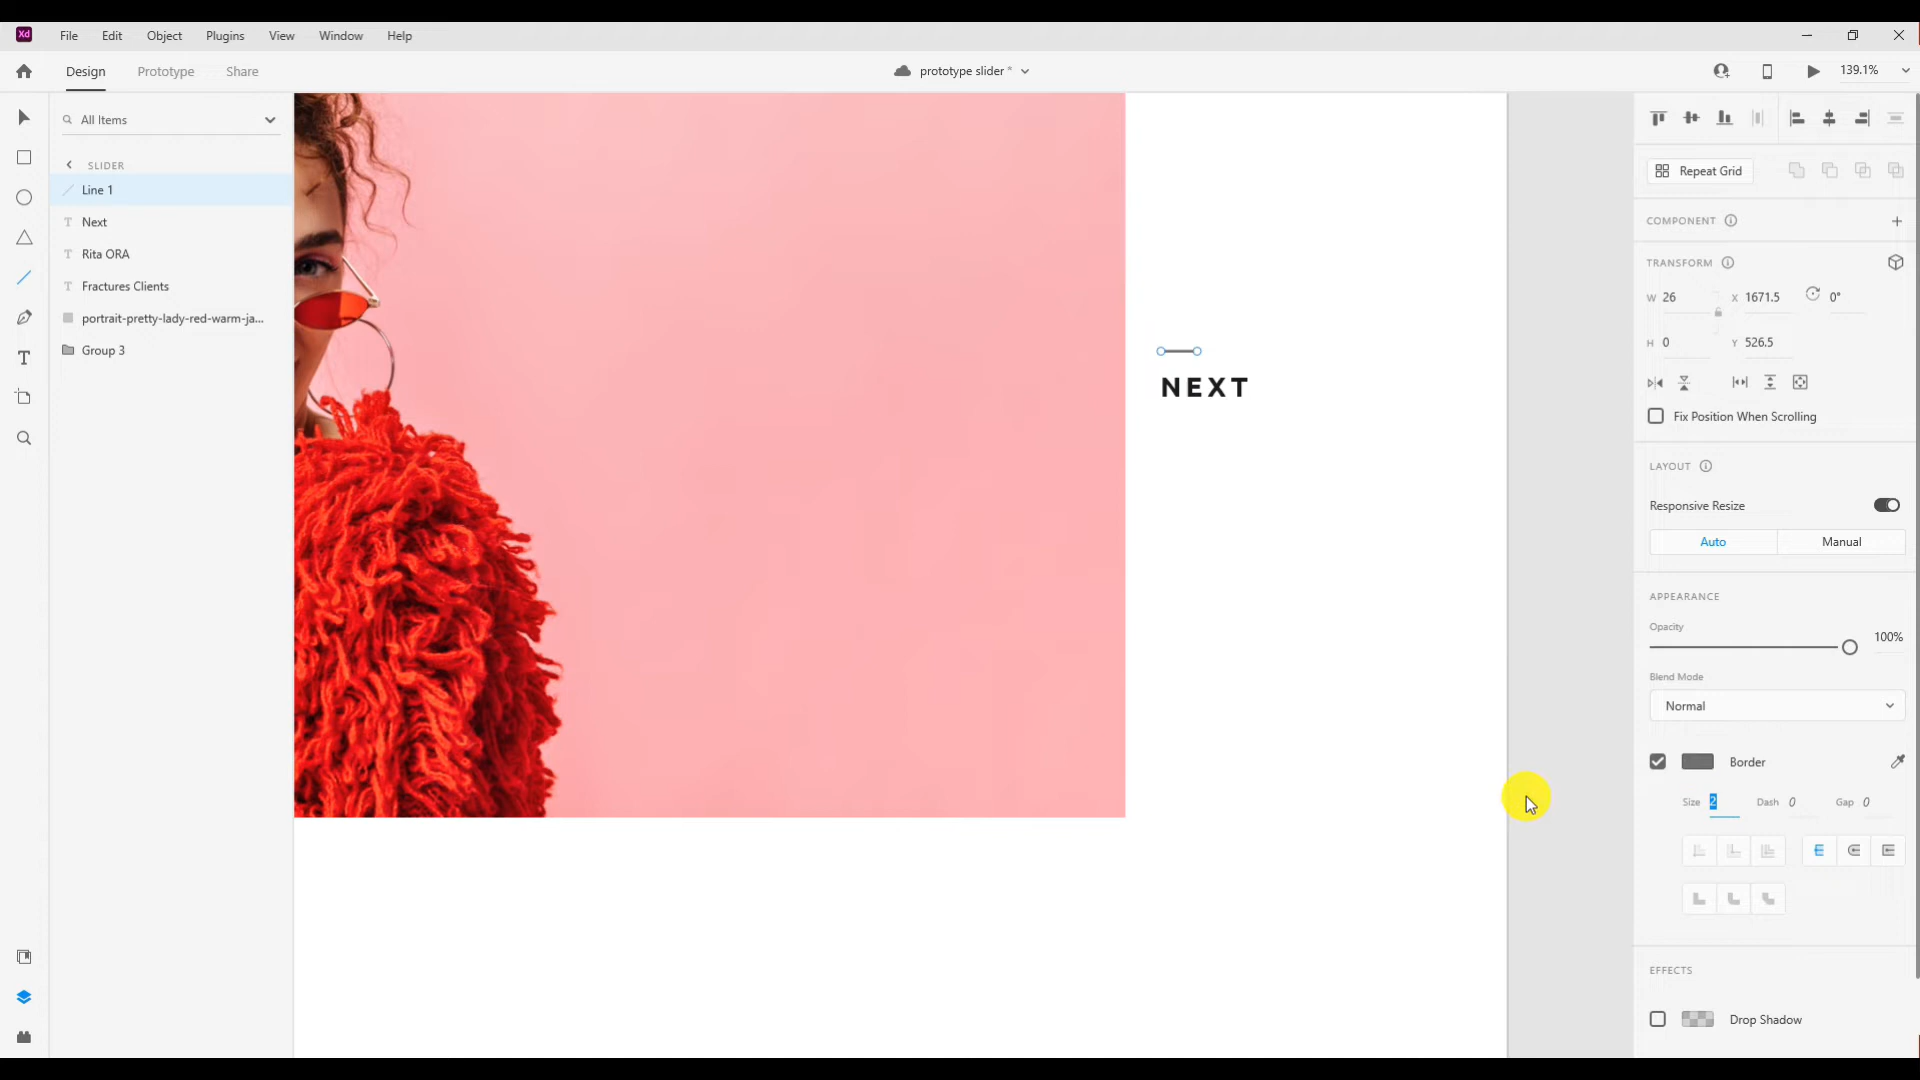 Xd File Edit Object Plugins View Window Help
Design Prototype Share prototype slider * 139.1%
All Items
SLIDER
Line 1
Next
Rita ORA
Fractures Clients
portrait-pretty-lady-red-warm-ja...
Group 3
NEXT
Repeat Grid
COMPONENT
TRANSFORM
W 26 X 1671.5 0°
H 0 Y 526.5
Fix Position When Scrolling
LAYOUT
Responsive Resize
Auto Manual
APPEARANCE
Opacity
100%
Blend Mode
Normal
Border
Size 2 Dash 0 Gap 0
EFFECTS
Drop Shadow